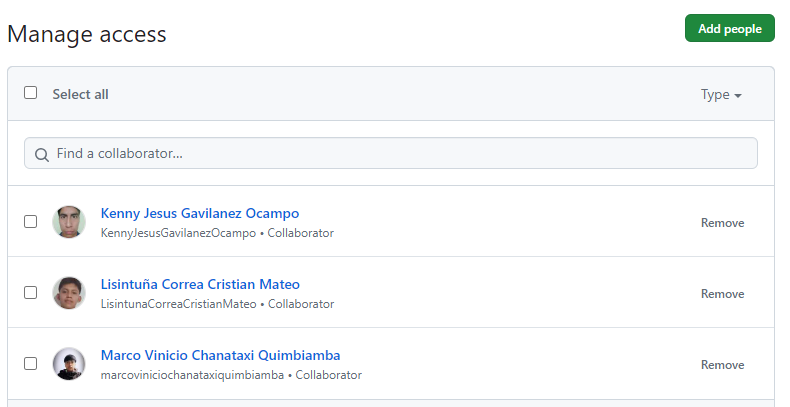 Manage access
Add people
Select all
Type
Find a collaborator...
Kenny Jesus Gavilanez Ocampo
KennyJesusGavilanezOcampo • Collaborator
Remove
Lisintuña Correa Cristian Mateo
LisintunaCorreaCristianMateo • Collaborator
Remove
Marco Vinicio Chanataxi Quimbiamba
marcoviniciochanataxiquimbiamba • Collaborator
Remove